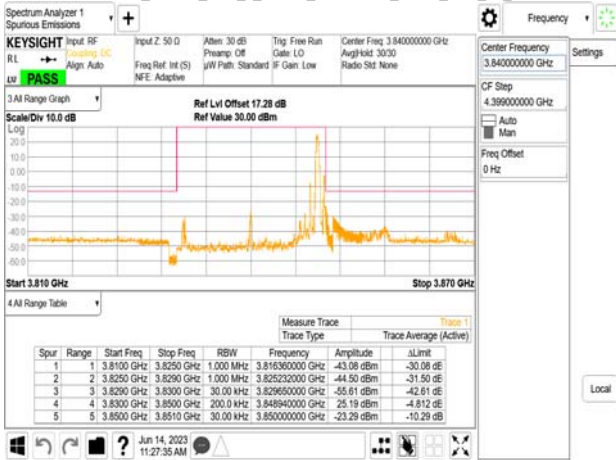 Spectrum Analyzer 1
Spurious Emissions
+
Frequency
KEYSIGHT
RL
LV PASS
Input: RF
Coupling: DC
Align: Auto
Input Z: 50 Ω
Freq Ref: Int (S)
NFE: Adaptive
Atten: 30 dB
Preamp: Off
µW Path: Standard
Trig: Free Run
Gate: LO
IF Gain: Low
Center Freq: 3.840000000 GHz
Avg|Hold: 30/30
Radio Std: None
3 All Range Graph
Scale/Div 10.0 dB
Ref Lvl Offset 17.28 dB
Ref Value 30.00 dBm
Log
20.0
10.0
0.00
-10.0
-20.0
-30.0
-40.0
-50.0
-60.0
Start 3.810 GHz
Stop 3.870 GHz
4 All Range Table
Measure Trace Trace 1
Trace Type Trace Average (Active)
Spur Range Start Freq Stop Freq RBW Frequency Amplitude ∆Limit
1 1 3.8100 GHz 3.8250 GHz 1.000 MHz 3.816360000 GHz -43.08 dBm -30.08 dB
2 2 3.8250 GHz 3.8290 GHz 1.000 MHz 3.825232000 GHz -44.50 dBm -31.50 dB
3 3 3.8290 GHz 3.8300 GHz 30.00 kHz 3.829650000 GHz -55.61 dBm -42.61 dB
4 4 3.8300 GHz 3.8500 GHz 200.0 kHz 3.848940000 GHz 25.19 dBm -4.812 dB
5 5 3.8500 GHz 3.8510 GHz 30.00 kHz 3.850000000 GHz -23.29 dBm -10.29 dB
Jun 14, 2023
11:27:35 AM
Center Frequency
3.840000000 GHz
CF Step
4.399000000 GHz
Auto
Man
Freq Offset
0 Hz
Settings
Local